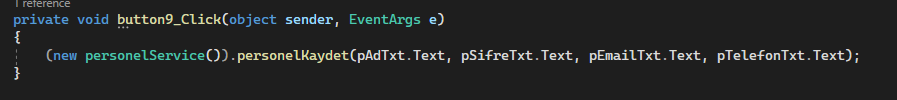 1 reference
private void button9_Click(object sender, EventArgs e)
{
(new personelService()).personelKaydet(pAdTxt.Text, pSifreTxt.Text, pEmailTxt.Text, pTelefonTxt.Text);
}